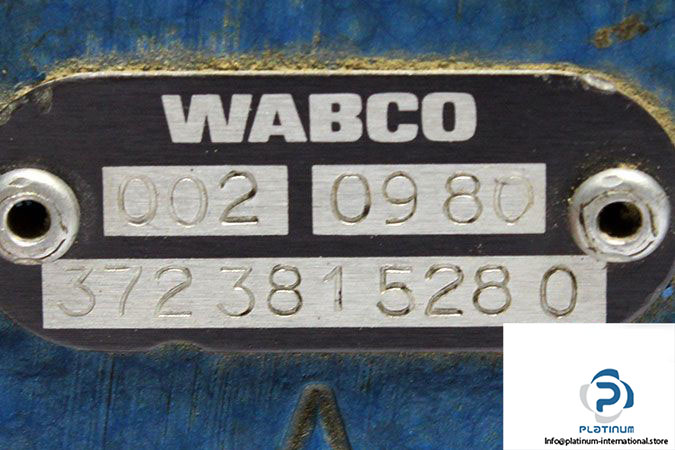 WABCO
002 0980
372 381 528 0
PLATINUM
Info@platinum-international.store